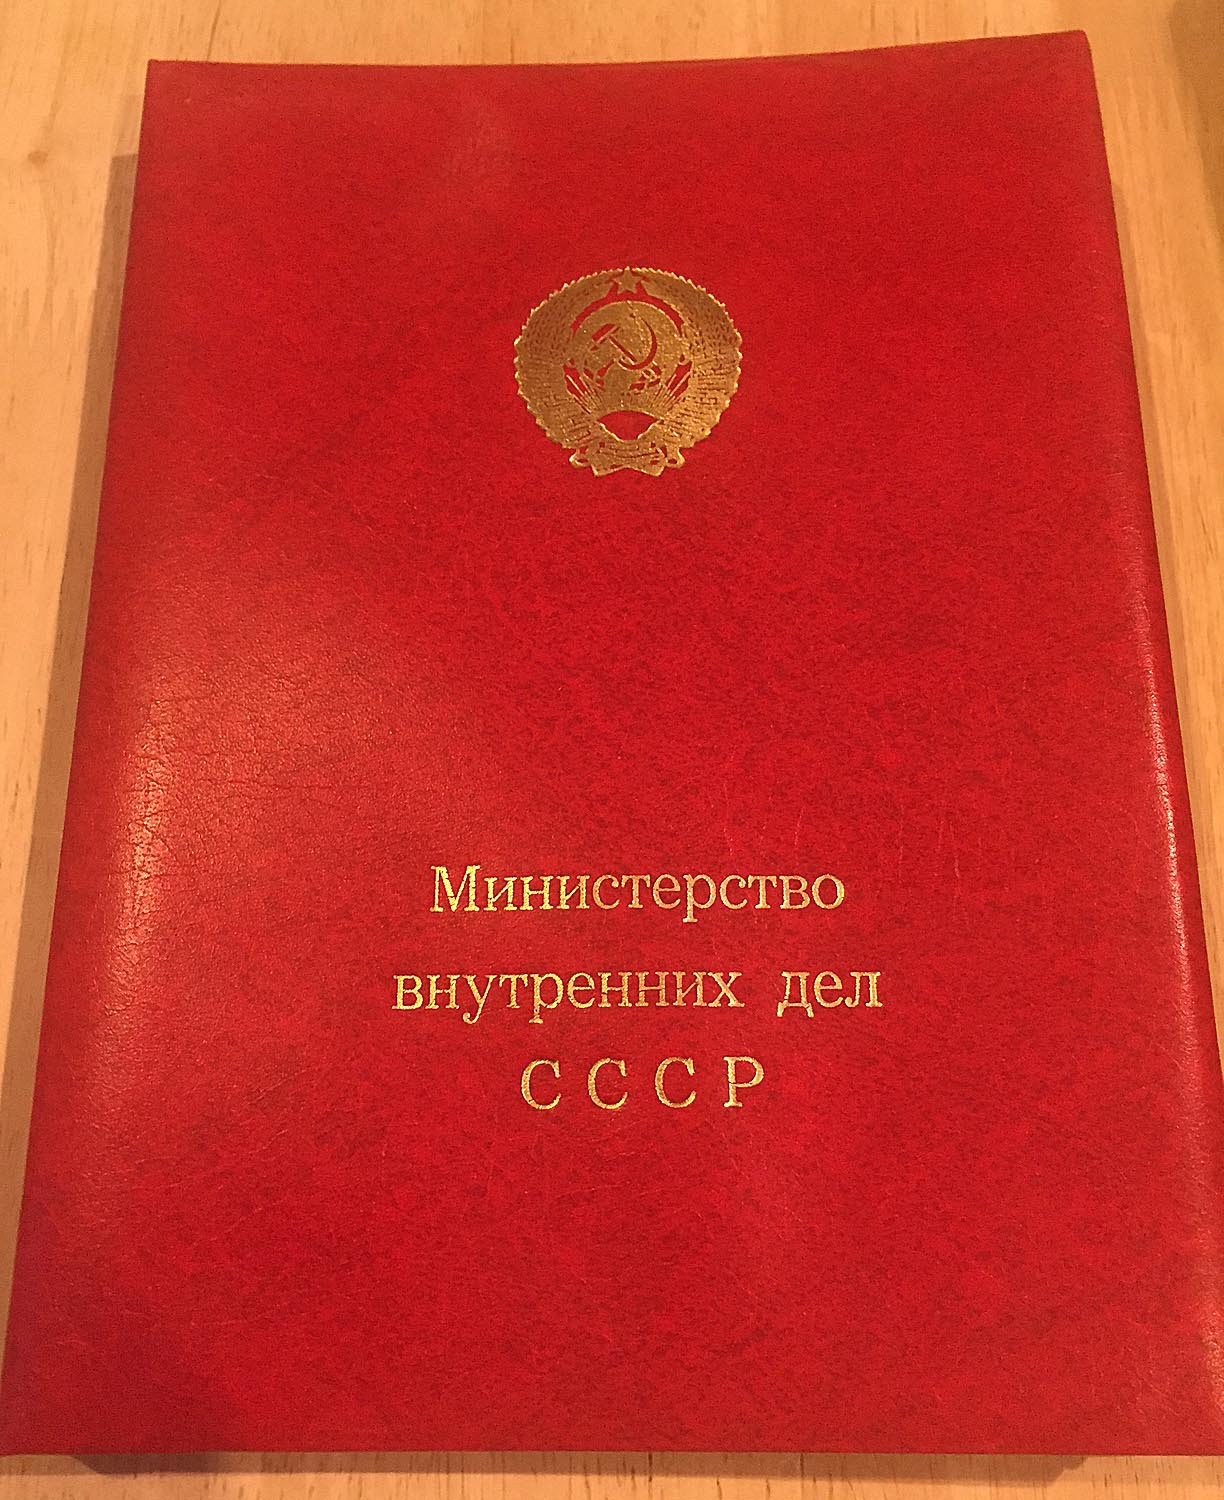 Министерство
внутренних дел
СССР